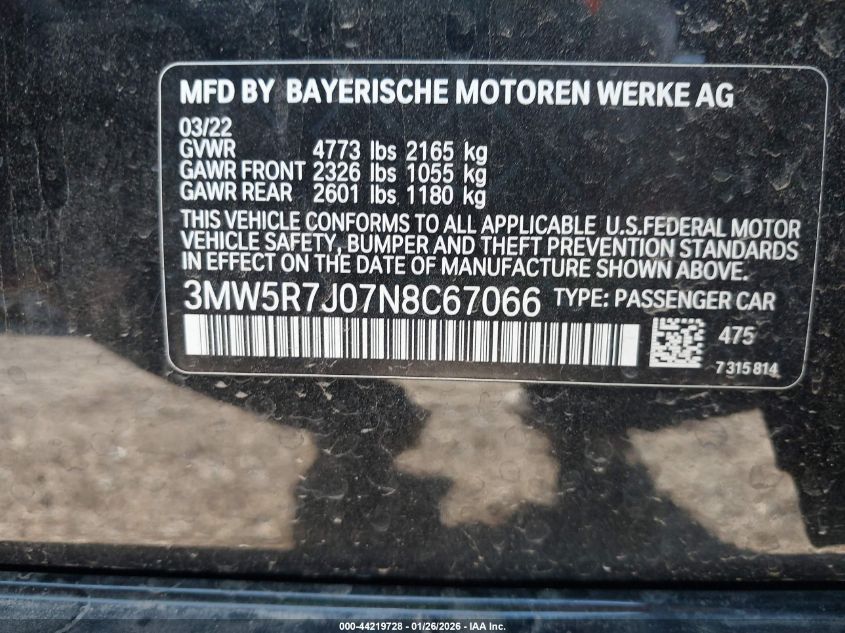 MFD BY BAYERISCHE MOTOREN WERKE AG
03/22
GVWR 4773 lbs 2165 kg
GAWR FRONT 2326 lbs 1055 kg
GAWR REAR 2601 lbs 1180 kg
THIS VEHICLE CONFORMS TO ALL APPLICABLE U.S.FEDERAL MOTOR
VEHICLE SAFETY, BUMPER AND THEFT PREVENTION STANDARDS
IN EFFECT ON THE DATE OF MANUFACTURE SHOWN ABOVE.
3MW5R7J07N8C67066 TYPE: PASSENGER CAR
475
7315814
000-44219728 - 01/26/2026 - IAA Inc.